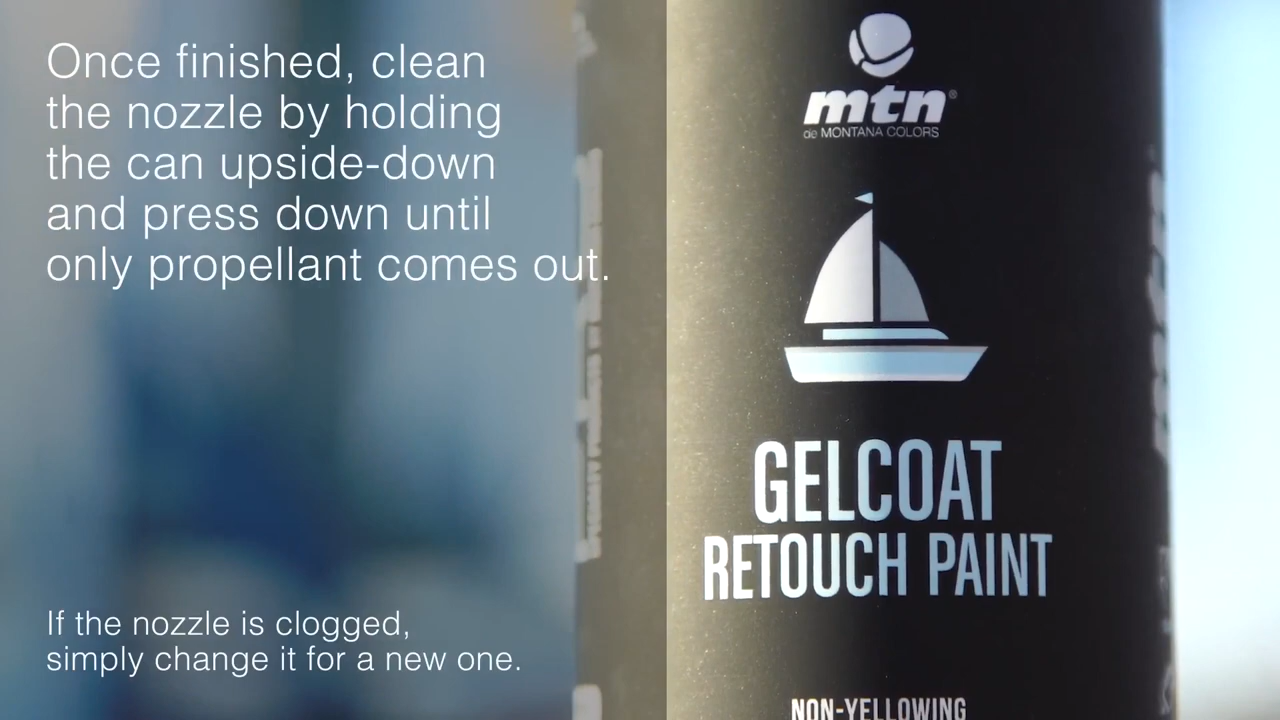 Once finished, clean
the nozzle by holding
the can upside-down
and press down until
only propellant comes out.
If the nozzle is clogged,
simply change it for a new one.
mtn®
de MONTANA COLORS
GELCOAT
RETOUCH PAINT
NON-YELLOWING